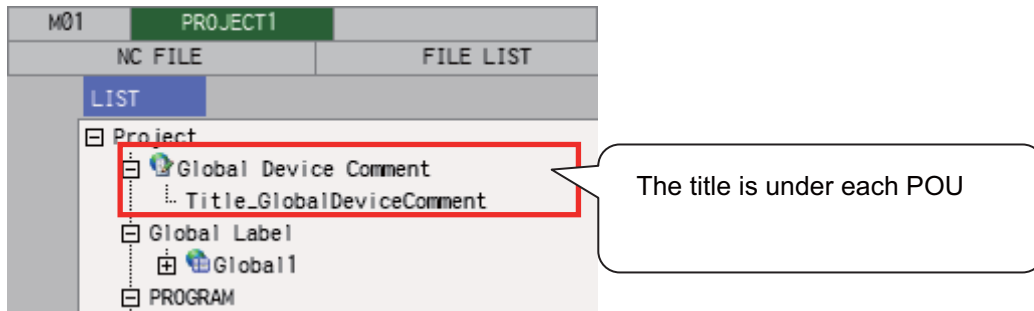 MØ1 PROJECT1
NC FILE FILE LIST
LIST
Project
Global Device Comment
Title_GlobalDeviceComment
Global Label
Global1
PROGRAM
The title is under each POU